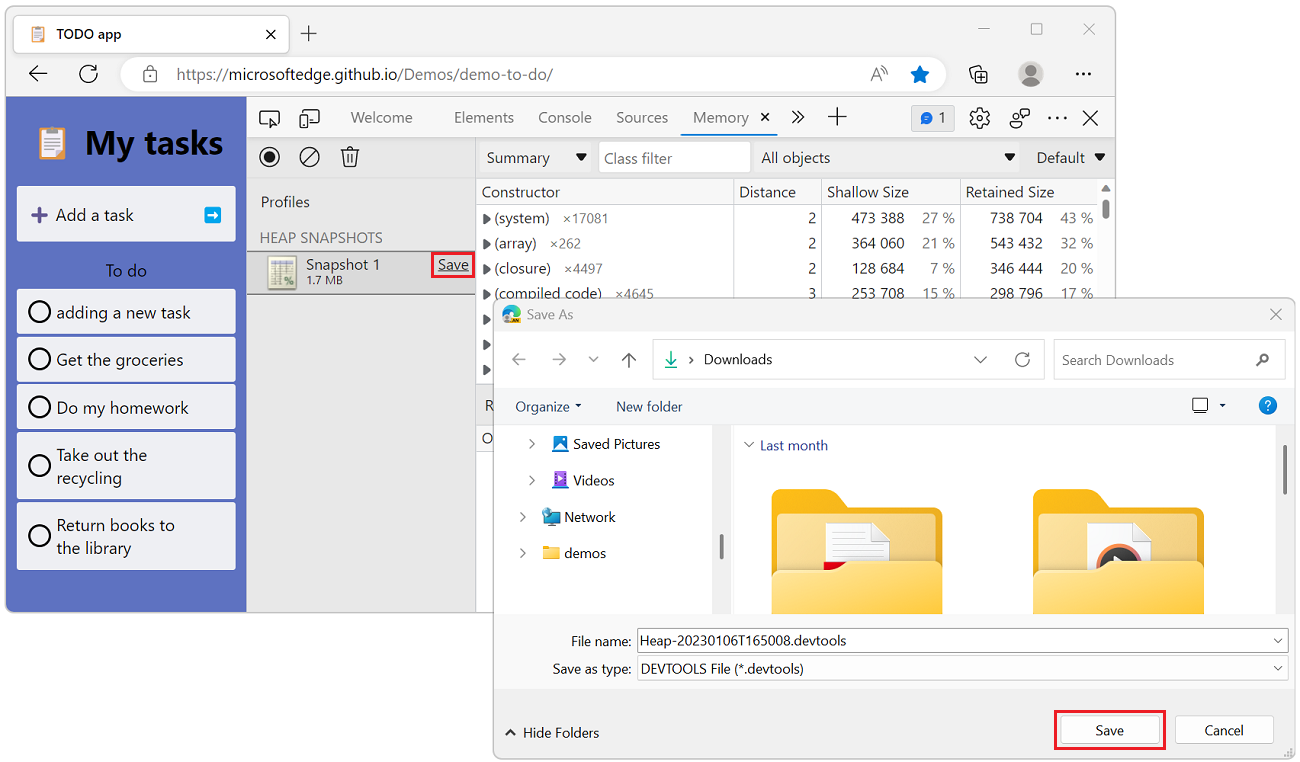 TODO app
https://microsoftedge.github.io/Demos/demo-to-do/
My tasks
Add a task
To do
adding a new task
Get the groceries
Do my homework
Take out the
recycling
Return books to
the library
Welcome Elements Console Sources Memory 1
Profiles
HEAP SNAPSHOTS
Snapshot 1 Save
1.7 MB
Summary Class filter All objects Default
Constructor Distance Shallow Size Retained Size
(system) ×17081 2 473 388 27 % 738 704 43 %
(array) ×262 2 364 060 21 % 543 432 32 %
(closure) ×4497 2 128 684 7 % 346 444 20 %
(compiled code) ×4645 3 253 708 15 % 298 796 17 %
R
O
Save As
Downloads Search Downloads
Organize New folder
Saved Pictures
Videos
Network
demos
Last month
File name: Heap-20230106T165008.devtools
Save as type: DEVTOOLS File (*.devtools)
Hide Folders Save Cancel